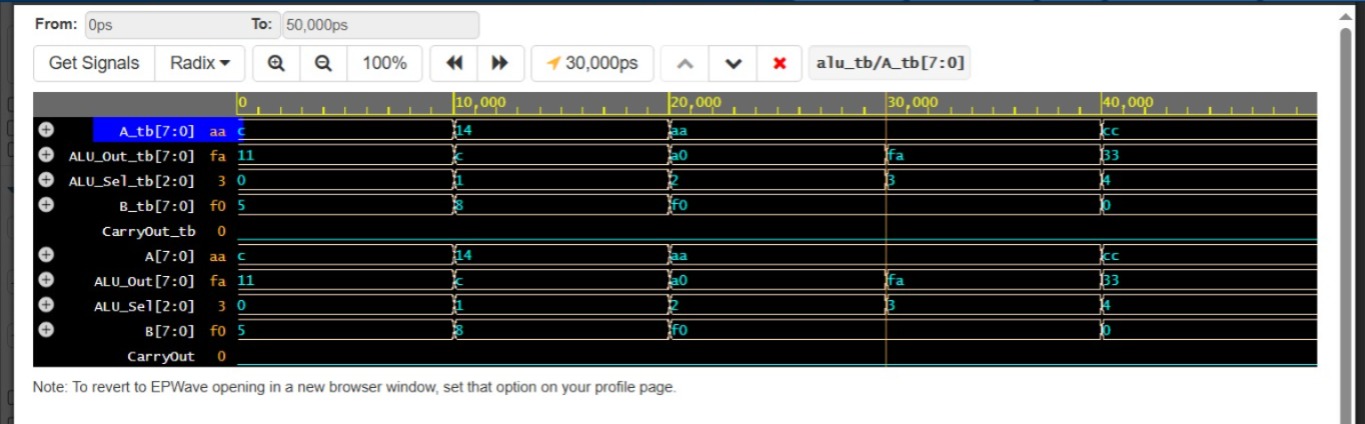 From: 0ps To: 50,000ps
Get Signals Radix 100% 30,000ps alu_tb/A_tb[7:0]
0 10,000 20,000 30,000 40,000
A_tb[7:0] aa c 14 aa cc
ALU_Out_tb[7:0] fa 11 c a0 fa 33
ALU_Sel_tb[2:0] 3 0 1 2 3 4
B_tb[7:0] f0 5 8 f0 0
CarryOut_tb 0
A[7:0] aa c 14 aa cc
ALU_Out[7:0] fa 11 c a0 fa 33
ALU_Sel[2:0] 3 0 1 2 3 4
B[7:0] f0 5 8 f0 0
CarryOut 0
Note: To revert to EPWave opening in a new browser window, set that option on your profile page.